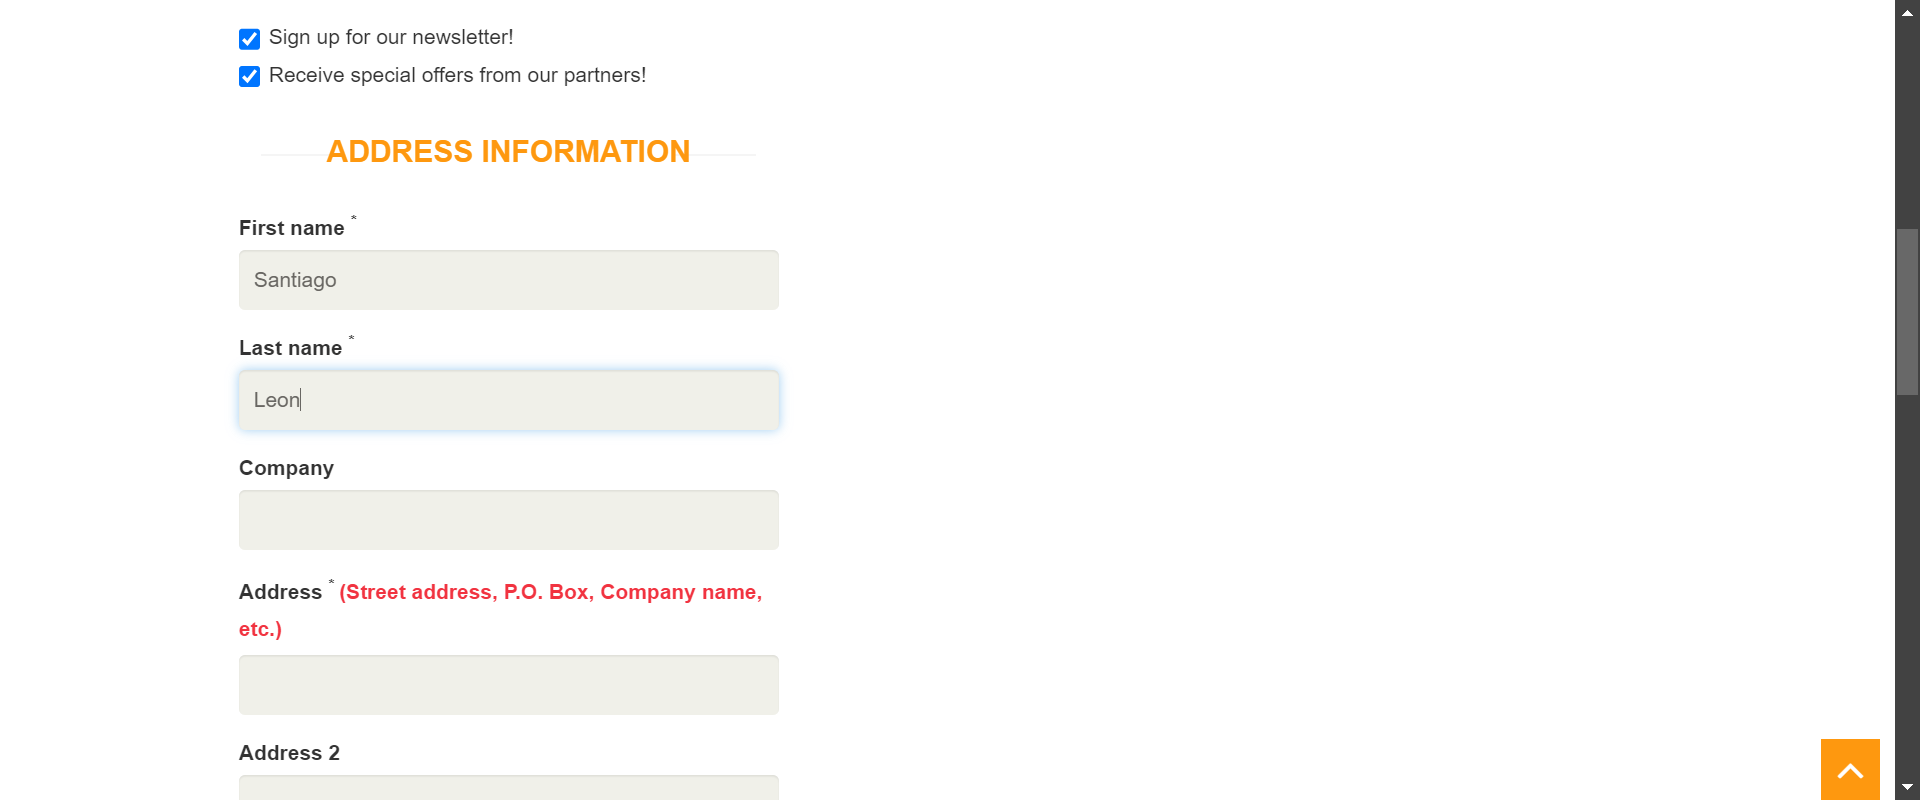 Sign up for our newsletter!
Receive special offers from our partners!
ADDRESS INFORMATION
First name *
Santiago
Last name *
Leon
Company
Address * (Street address, P.O. Box, Company name,
etc.)
Address 2